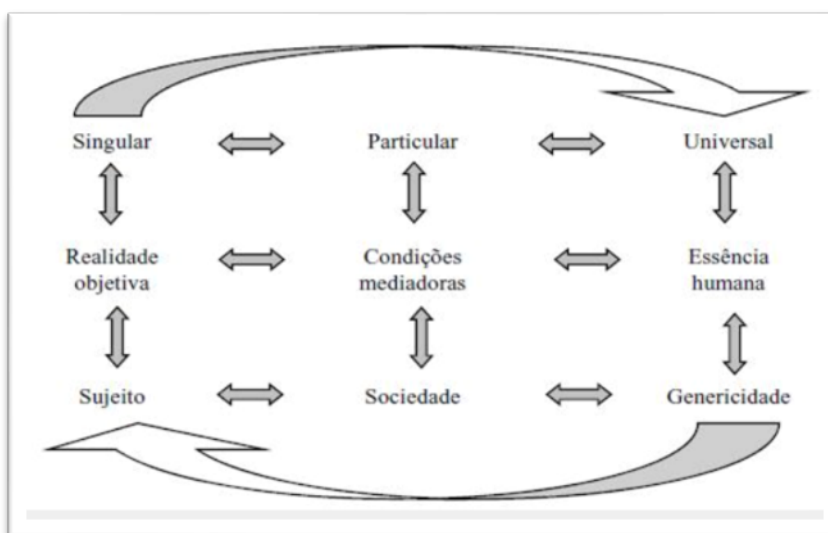 Singular Particular Universal
Realidade Condições Essência
objetiva mediadoras humana
Sujeito Sociedade Genericidade